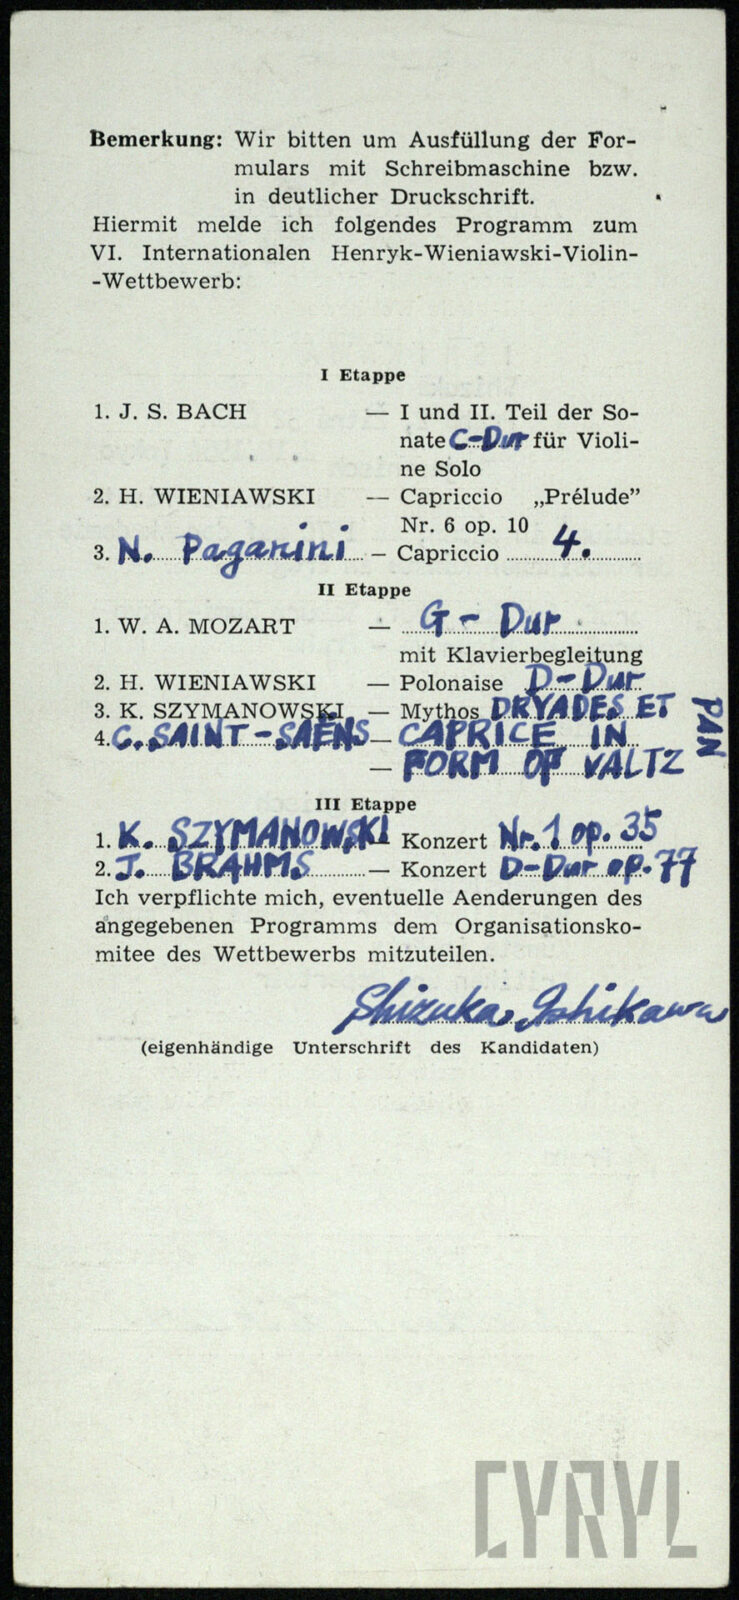 Bemerkung: Wir bitten um Ausfüllung der For-
mulars mit Schreibmaschine bzw.
in deutlicher Druckschrift.
Hiermit melde ich folgendes Programm zum
VI. Internationalen Henryk-Wieniawski-Violin-
-Wettbewerb:
I Etappe
1. J. S. BACH — I und II. Teil der So-
nate C-Dur für Violi-
ne Solo
2. H. WIENIAWSKI — Capriccio „Prélude”
Nr. 6 op. 10
3. N. Paganini — Capriccio 4.
II Etappe
1. W. A. MOZART — G - Dur
mit Klavierbegleitung
2. H. WIENIAWSKI — Polonaise D-Dur
3. K. SZYMANOWSKI — Mythos DRYADES ET PAN
4. C. SAINT-SAËNS — CAPRICE IN
— FORM OF VALTZ
III Etappe
1. K. SZYMANOWSKI — Konzert Nr. 1 op. 35
2. J. BRAHMS — Konzert D-Dur op. 77
Ich verpflichte mich, eventuelle Aenderungen des
angegebenen Programms dem Organisationsko-
mitee des Wettbewerbs mitzuteilen.
Shizuka Ishikawa
(eigenhändige Unterschrift des Kandidaten)
CYRYL